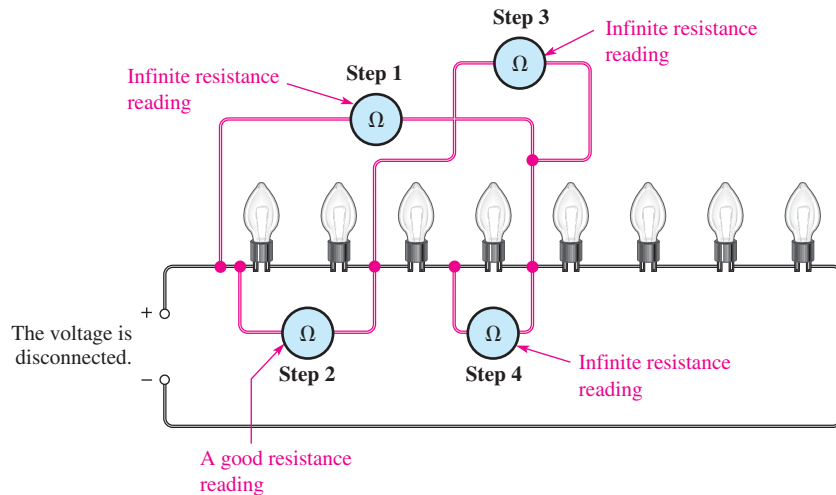 Step 3
Infinite resistance
reading
Ω
Step 1
Infinite resistance
reading
Ω
+
The voltage is
disconnected.
–
Ω
Step 2
Ω
Step 4
Infinite resistance
reading
A good resistance
reading